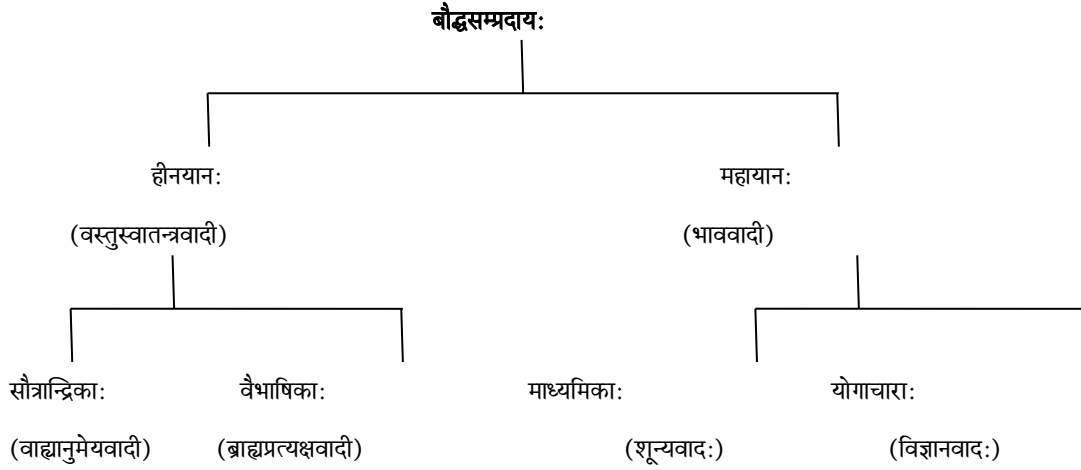 बौद्धसम्प्रदाय:
हीनयान: महायान:
(वस्तुस्वातन्त्रवादी) (भाववादी)
सौत्रान्द्रिका: वैभाषिका: माध्यमिका: योगाचारा:
(वाह्यानुमेयवादी) (ब्राह्यप्रत्यक्षवादी) (शून्यवाद:) (विज्ञानवाद:)